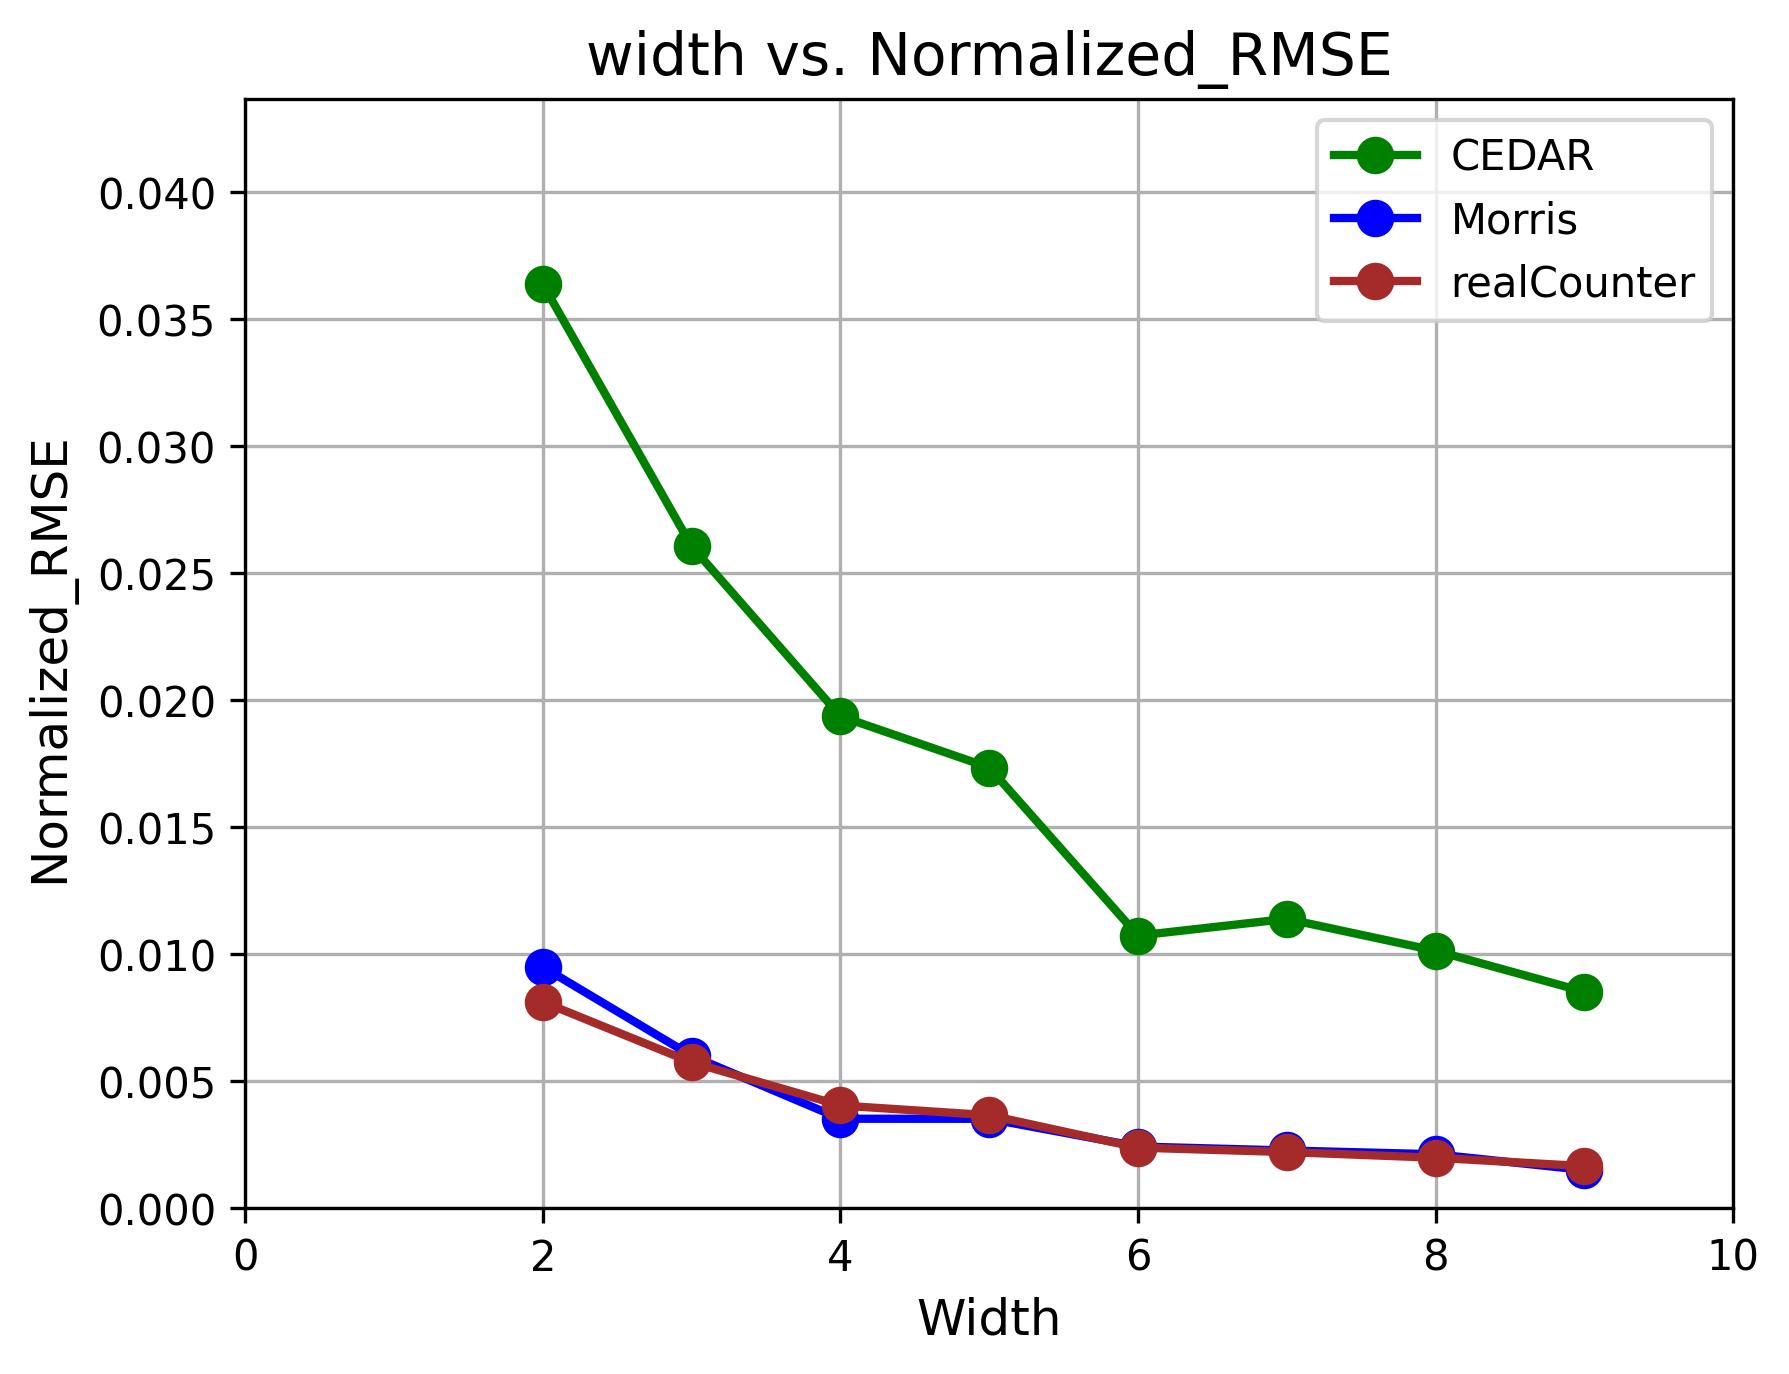 width vs. Normalized_RMSE
CEDAR
Morris
realCounter
Normalized_RMSE
0.040
0.035
0.030
0.025
0.020
0.015
0.010
0.005
0.000
0 2 4 6 8 10
Width